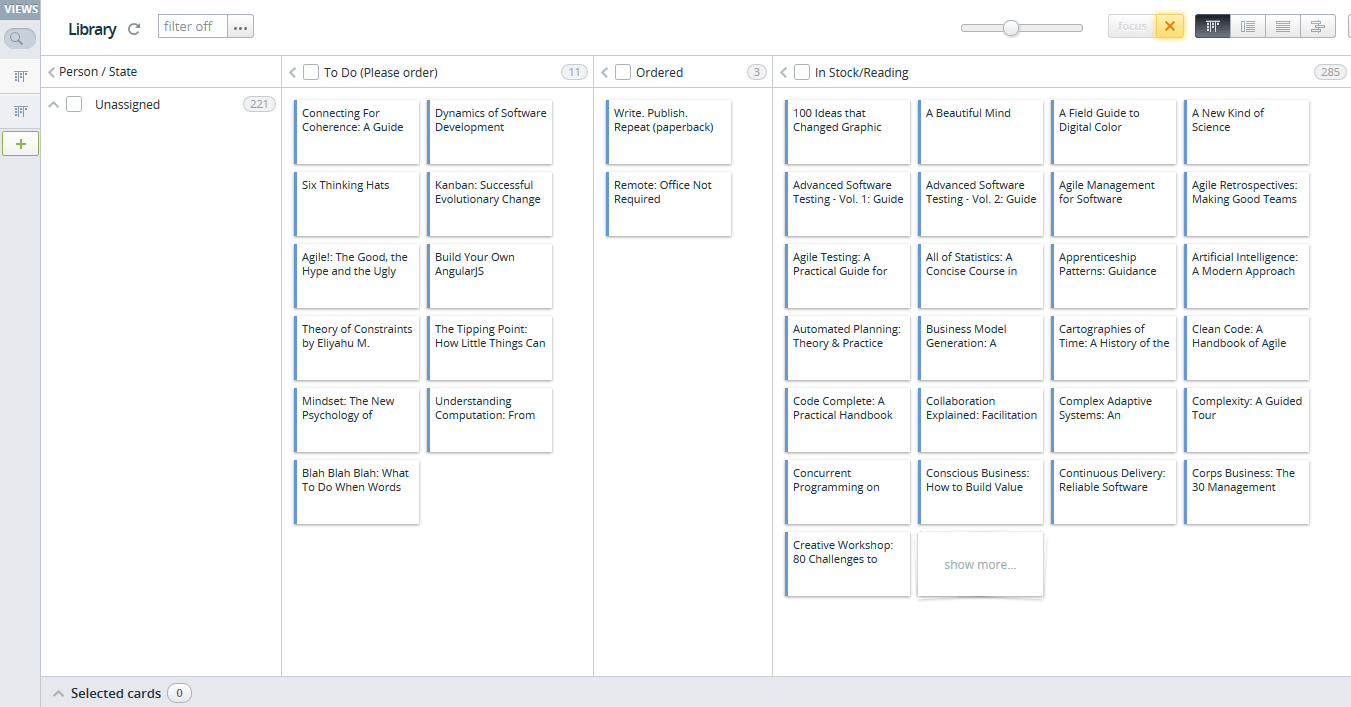 VIEWS
Library
filter off
...
focus
Person / State
To Do (Please order)
11
Ordered
3
In Stock/Reading
285
Unassigned
221
Connecting For
Coherence: A Guide
Dynamics of Software
Development
Six Thinking Hats
Kanban: Successful
Evolutionary Change
Agile!: The Good, the
Hype and the Ugly
Build Your Own
AngularJS
Theory of Constraints
by Eliyahu M.
The Tipping Point:
How Little Things Can
Mindset: The New
Psychology of
Understanding
Computation: From
Blah Blah Blah: What
To Do When Words
Write. Publish.
Repeat (paperback)
Remote: Office Not
Required
100 Ideas that
Changed Graphic
A Beautiful Mind
A Field Guide to
Digital Color
A New Kind of
Science
Advanced Software
Testing - Vol. 1: Guide
Advanced Software
Testing - Vol. 2: Guide
Agile Management
for Software
Agile Retrospectives:
Making Good Teams
Agile Testing: A
Practical Guide for
All of Statistics: A
Concise Course in
Apprenticeship
Patterns: Guidance
Artificial Intelligence:
A Modern Approach
Automated Planning:
Theory & Practice
Business Model
Generation: A
Cartographies of
Time: A History of the
Clean Code: A
Handbook of Agile
Code Complete: A
Practical Handbook
Collaboration
Explained: Facilitation
Complex Adaptive
Systems: An
Complexity: A Guided
Tour
Concurrent
Programming on
Conscious Business:
How to Build Value
Continuous Delivery:
Reliable Software
Corps Business: The
30 Management
Creative Workshop:
80 Challenges to
show more...
Selected cards
0